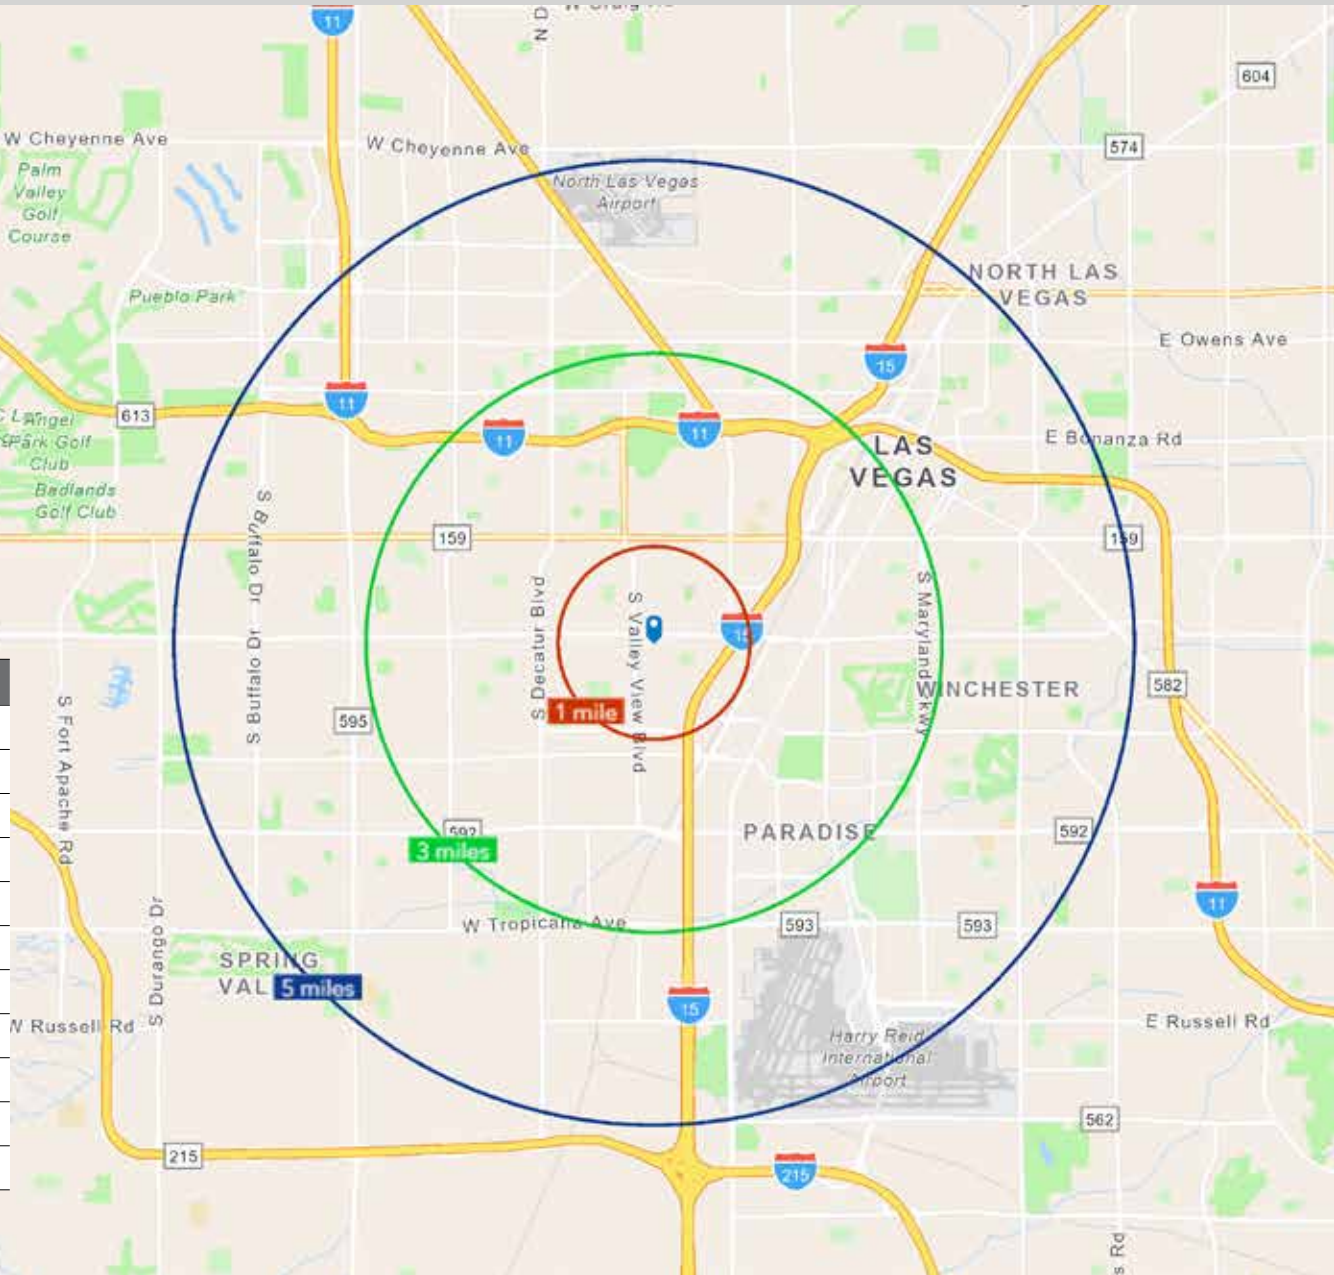 11
604
W Cheyenne Ave
W Cheyenne Ave
574
Palm
Valley
Golf
Course
North Las Vegas
Airport
NORTH LAS
VEGAS
Pueblo Park
E Owens Ave
15
11
613
11
11
Angel
Park Golf
Club
LAS
VEGAS
E Bonanza Rd
Badlands
Golf Club
S Buffalo Dr
159
159
S Decatur Blvd
S Valley View Blvd
S Maryland Pkwy
15
S Buffalo Dr
WINCHESTER
582
S Fort Apache Rd
1 mile
595
592
3 miles
PARADISE
592
11
S Durango Dr
W Tropicana Ave
593
593
SPRING
VAL
5 miles
15
W Russell Rd
E Russell Rd
Harry Reid
International
Airport
562
215
215
s Rd